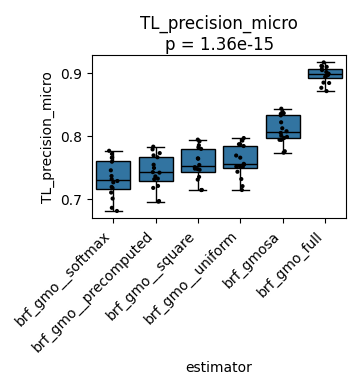 TL_precision_micro
p = 1.36e-15
TL_precision_micro
0.9
0.8
0.7
brf_gmo__softmax
brf_gmo__precomputed
brf_gmo__square
brf_gmo__uniform
brf_gmosa
brf_gmo_full
estimator